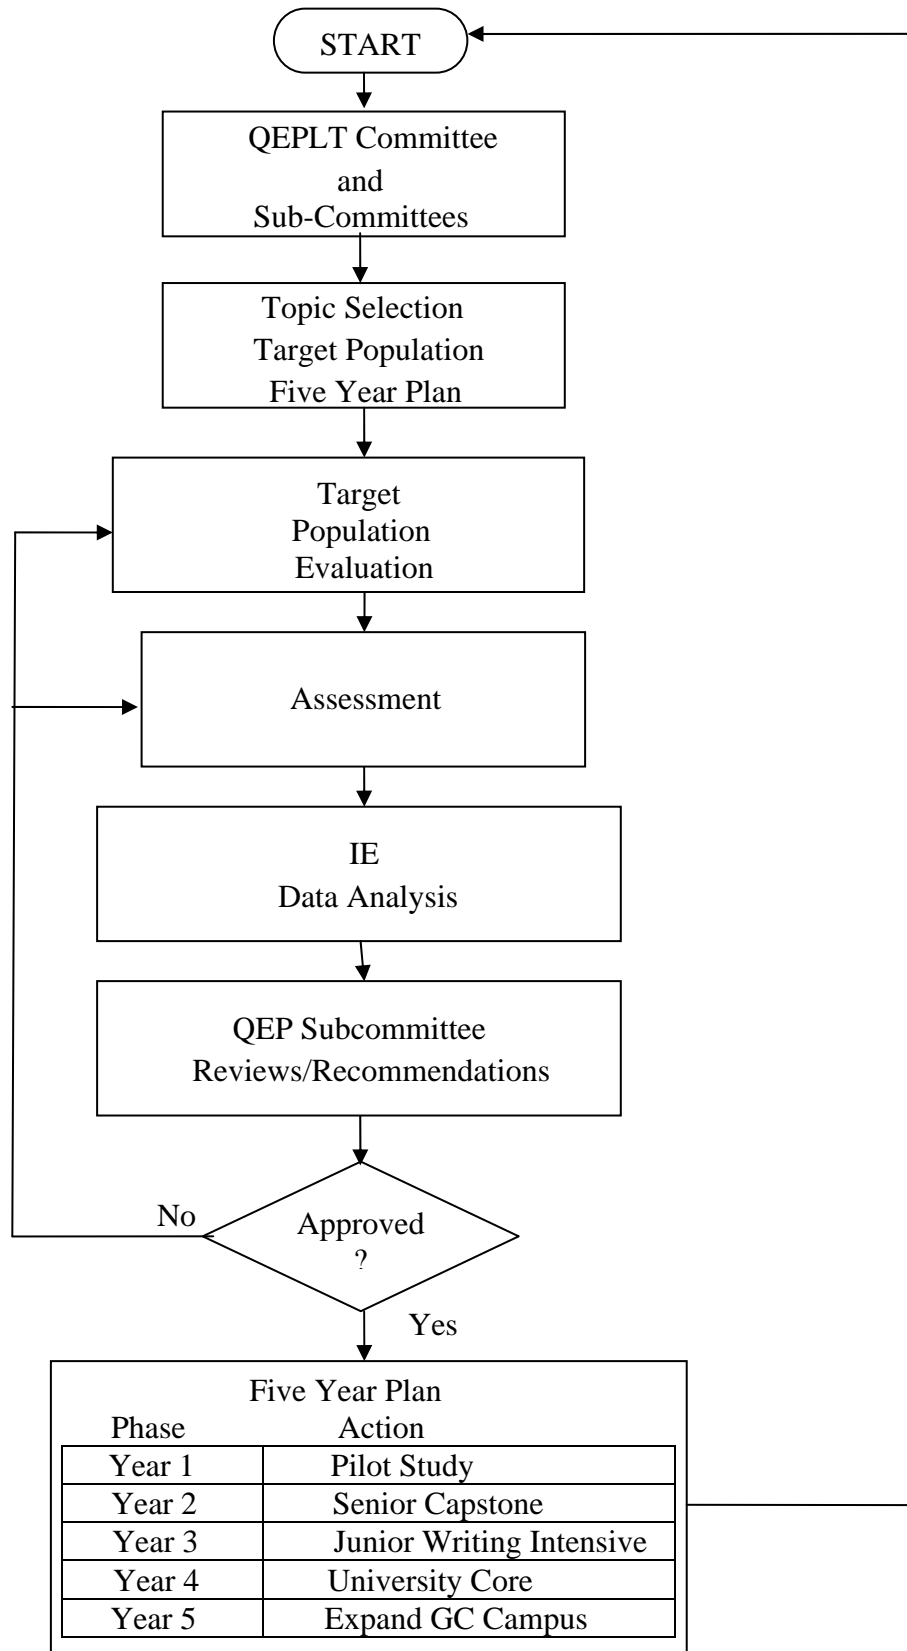 START
QEPLT Committee
and
Sub-Committees
Topic Selection
Target Population
Five Year Plan
Target
Population
Evaluation
Assessment
IE
Data Analysis
QEP Subcommittee
Reviews/Recommendations
No
Approved
?
Yes
Five Year Plan
Phase Action
Year 1 Pilot Study
Year 2 Senior Capstone
Year 3 Junior Writing Intensive
Year 4 University Core
Year 5 Expand GC Campus